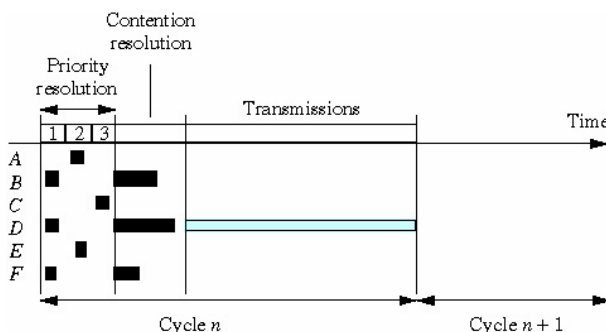 Contention
resolution
Priority
resolution
Transmissions
Time
1 2 3
A
B
C
D
E
F
Cycle n
Cycle n + 1